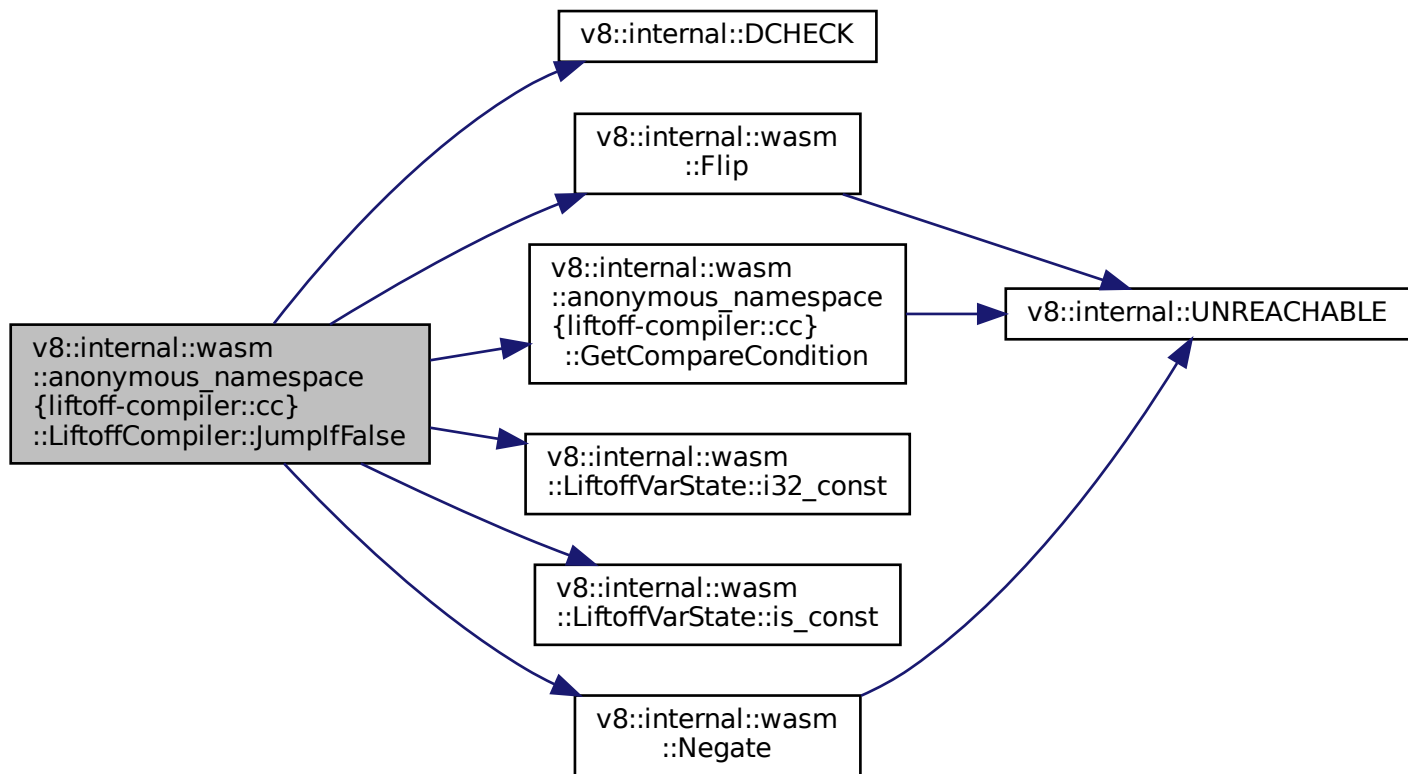 v8::internal::DCHECK
v8::internal::wasm
::Flip
v8::internal::wasm
::anonymous_namespace
{liftoff-compiler::cc}
::GetCompareCondition
v8::internal::UNREACHABLE
v8::internal::wasm
::anonymous_namespace
{liftoff-compiler::cc}
::LiftoffCompiler::JumpIfFalse
v8::internal::wasm
::LiftoffVarState::i32_const
v8::internal::wasm
::LiftoffVarState::is_const
v8::internal::wasm
::Negate